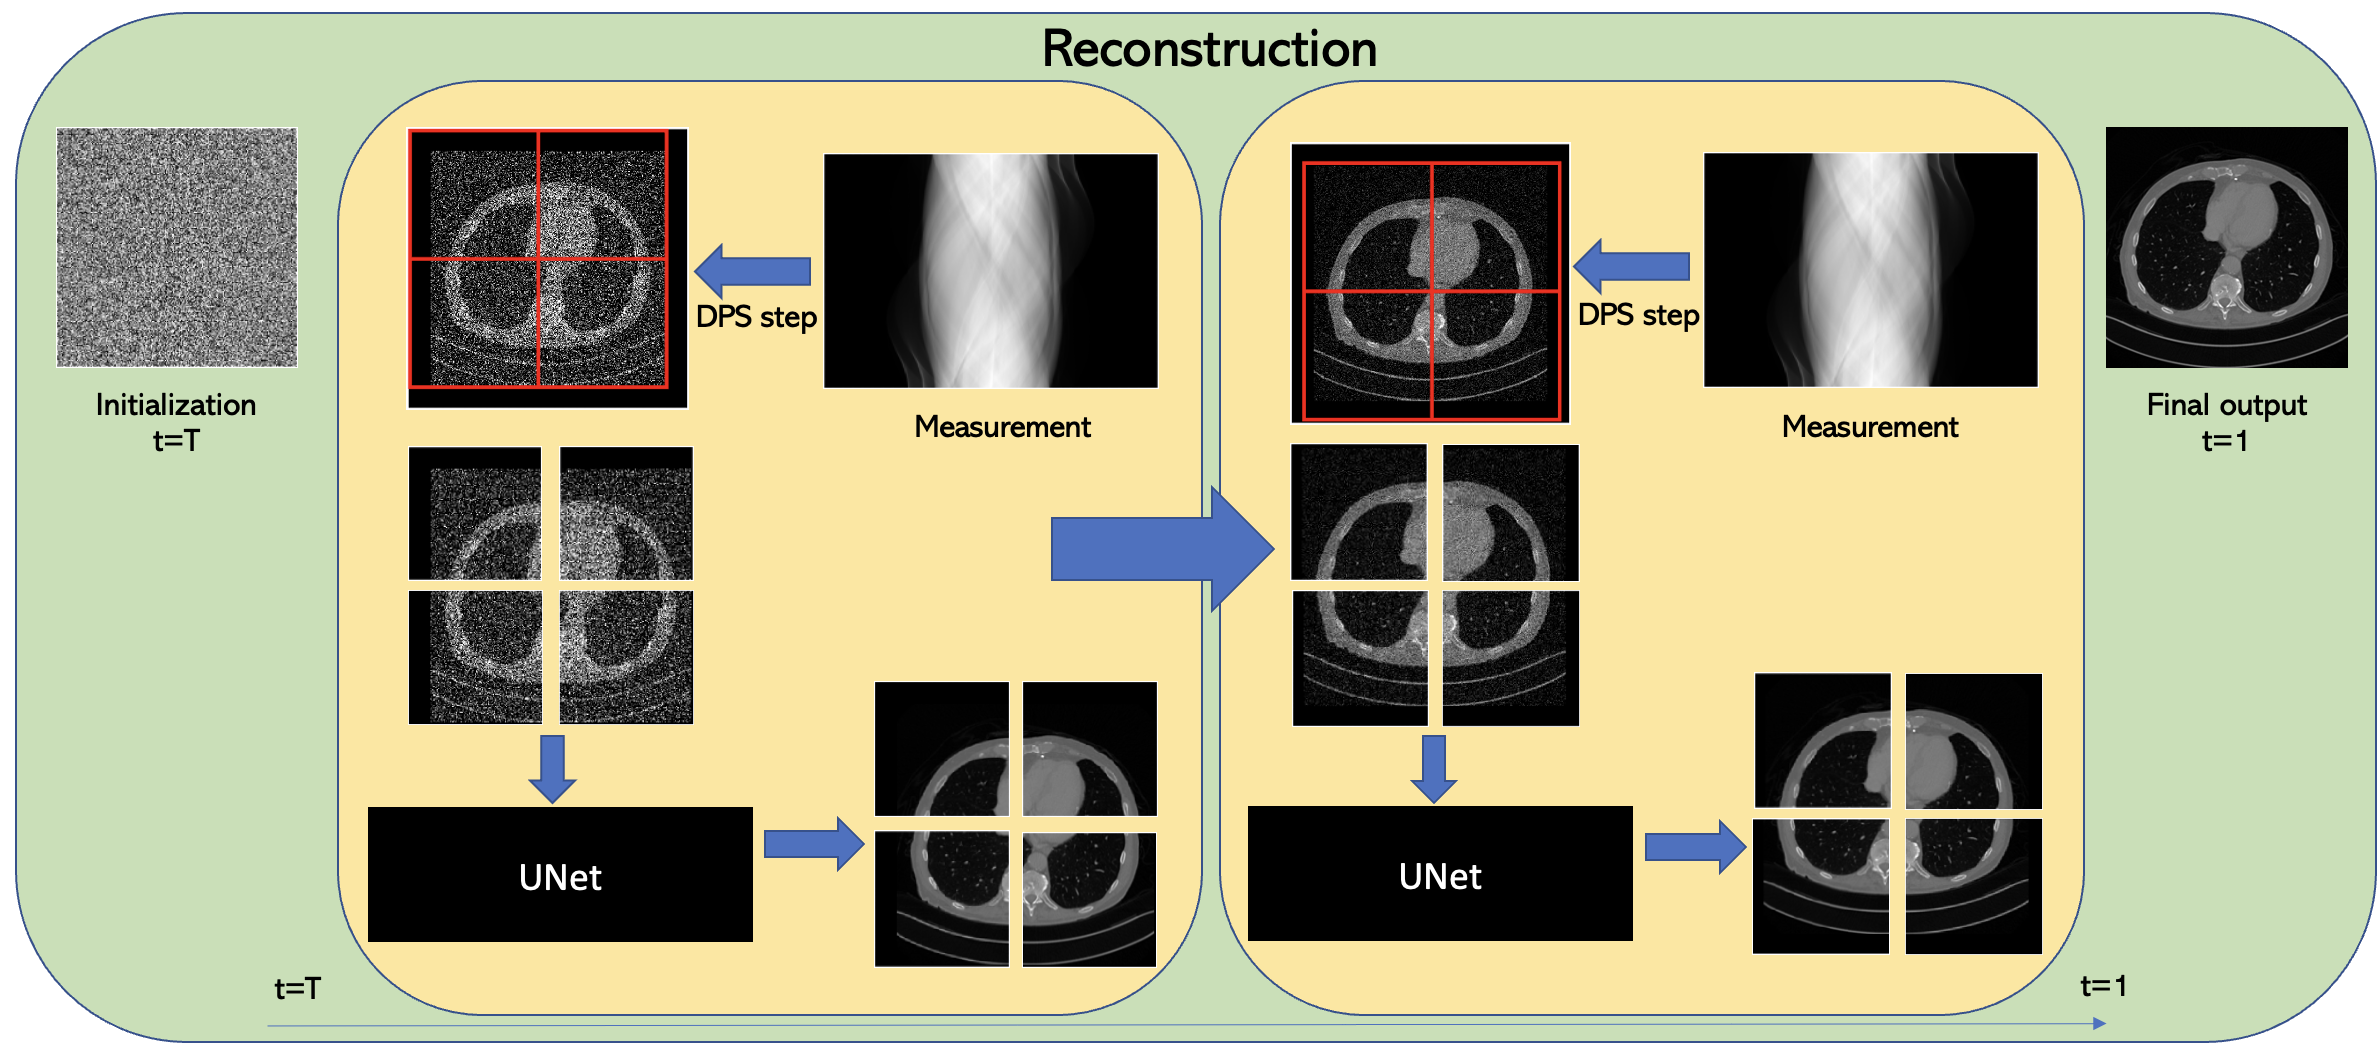 Reconstruction
Initialization
t=T
DPS step
Measurement
UNet
DPS step
Measurement
UNet
Final output
t=1
t=T
t=1